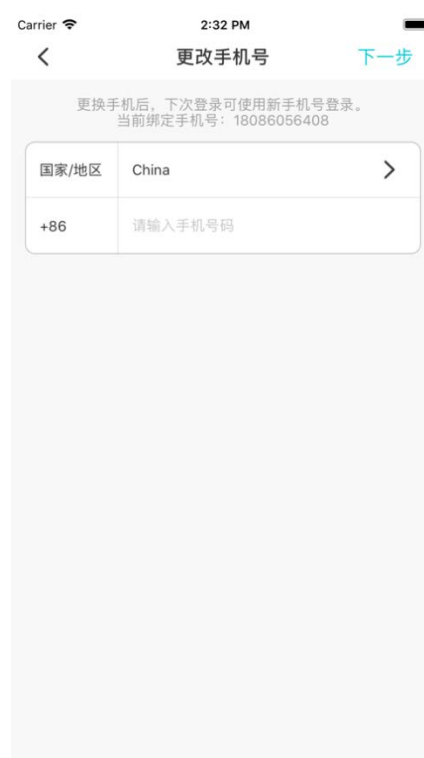 Carrier 2:32 PM
更改手机号 下一步
更换手机后，下次登录可使用新手机号登录。
当前绑定手机号：18086056408
国家/地区 China
+86 请输入手机号码